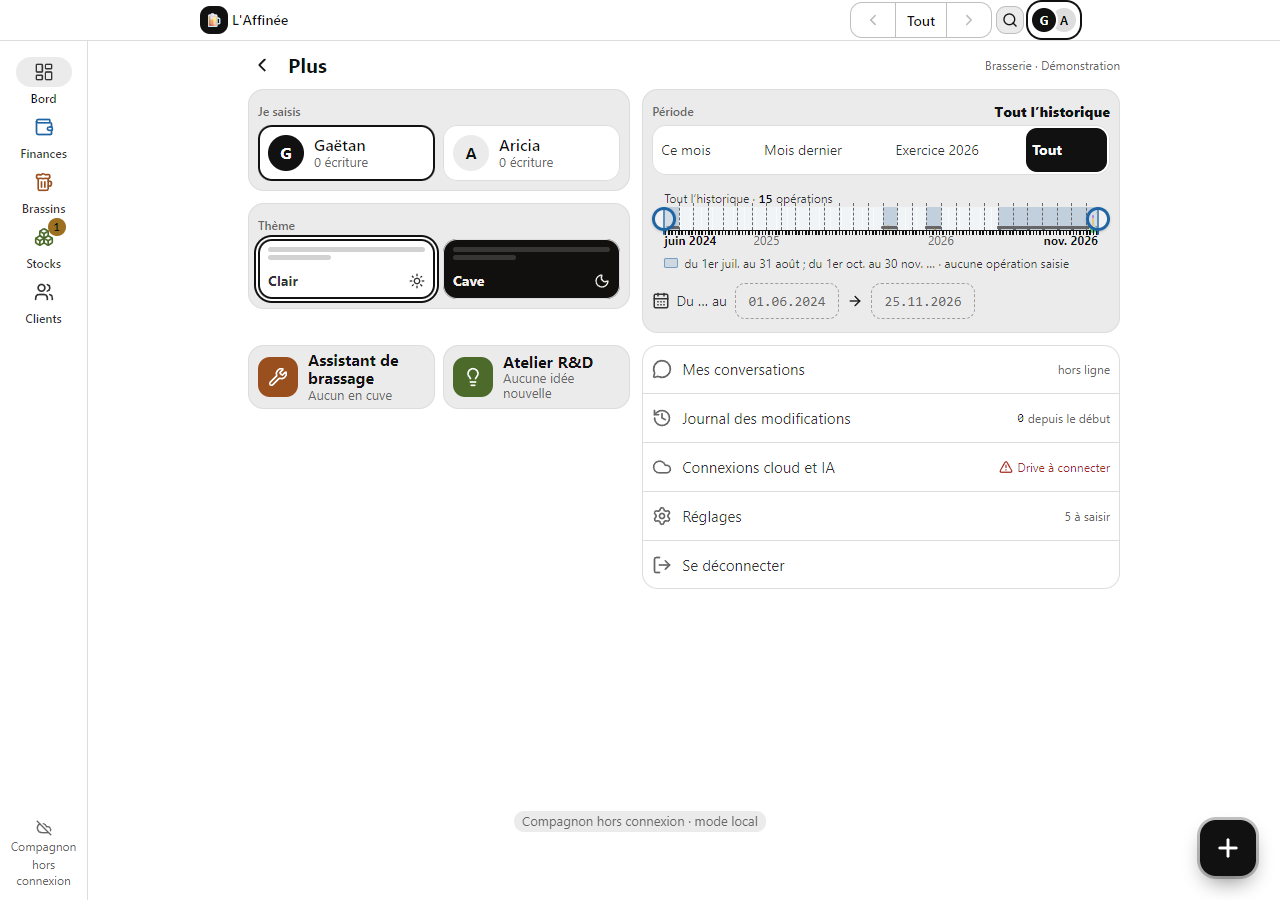 L'Affinée
Tout
G A
Bord
Finances
Brassins
1
Stocks
Clients
Compagnon
hors
connexion
Plus
Brasserie · Démonstration
Je saisis
G
Gaëtan
0 écriture
A
Aricia
0 écriture
Thème
Clair
Cave
Période
Tout l'historique
Ce mois
Mois dernier
Exercice 2026
Tout
Tout l'historique · 15 opérations
juin 2024
2025
2026
nov. 2026
du 1er juil. au 31 août ; du 1er oct. au 30 nov. ... · aucune opération saisie
Du ... au
01.06.2024
25.11.2026
Assistant de
brassage
Aucun en cuve
Atelier R&D
Aucune idée
nouvelle
Mes conversations
hors ligne
Journal des modifications
0 depuis le début
Connexions cloud et IA
Drive à connecter
Réglages
5 à saisir
Se déconnecter
Compagnon hors connexion · mode local